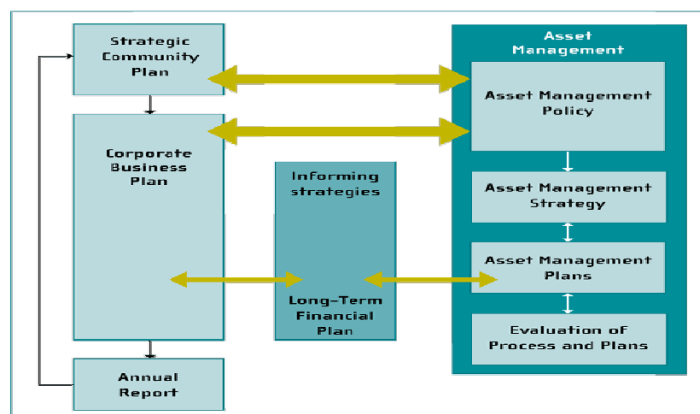 Strategic
Community
Plan
Corporate
Business
Plan
Annual
Report
Informing
strategies
Long-Term
Financial
Plan
Asset
Management
Asset Management
Policy
Asset Management
Strategy
Asset Management
Plans
Evaluation of
Process and Plans